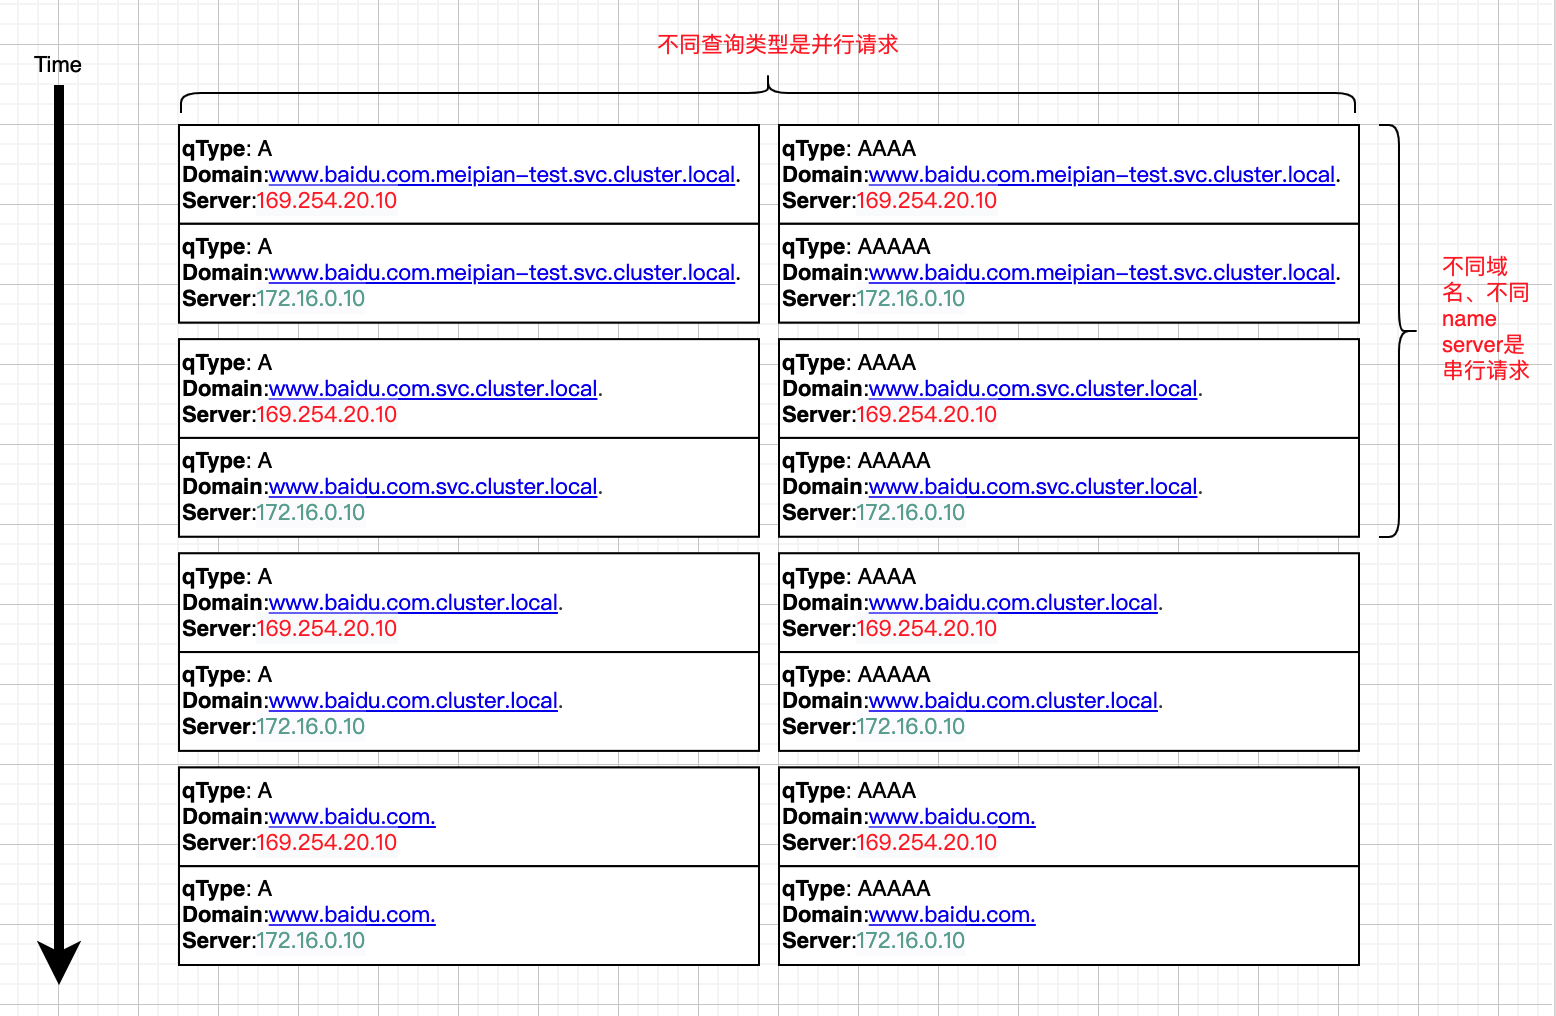 不同查询类型是并行请求
Time
qType: A
Domain:www.baidu.com.meipian-test.svc.cluster.local.
Server:169.254.20.10
qType: AAAA
Domain:www.baidu.com.meipian-test.svc.cluster.local.
Server:169.254.20.10
qType: A
Domain:www.baidu.com.meipian-test.svc.cluster.local.
Server:172.16.0.10
qType: AAAAA
Domain:www.baidu.com.meipian-test.svc.cluster.local.
Server:172.16.0.10
不同域
名、不同
name
server是
串行请求
qType: A
Domain:www.baidu.com.svc.cluster.local.
Server:169.254.20.10
qType: AAAA
Domain:www.baidu.com.svc.cluster.local.
Server:169.254.20.10
qType: A
Domain:www.baidu.com.svc.cluster.local.
Server:172.16.0.10
qType: AAAAA
Domain:www.baidu.com.svc.cluster.local.
Server:172.16.0.10
qType: A
Domain:www.baidu.com.cluster.local.
Server:169.254.20.10
qType: AAAA
Domain:www.baidu.com.cluster.local.
Server:169.254.20.10
qType: A
Domain:www.baidu.com.cluster.local.
Server:172.16.0.10
qType: AAAAA
Domain:www.baidu.com.cluster.local.
Server:172.16.0.10
qType: A
Domain:www.baidu.com.
Server:169.254.20.10
qType: AAAA
Domain:www.baidu.com.
Server:169.254.20.10
qType: A
Domain:www.baidu.com.
Server:172.16.0.10
qType: AAAAA
Domain:www.baidu.com.
Server:172.16.0.10